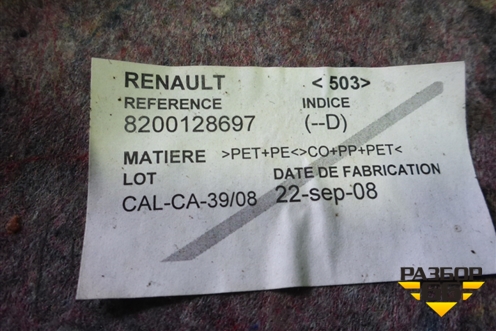 RENAULT <503>
REFERENCE INDICE
8200128697 (--D)
MATIERE >PET+PE<>CO+PP+PET<
LOT DATE DE FABRICATION
CAL-CA-39/08 22-sep-08
РАЗБОР